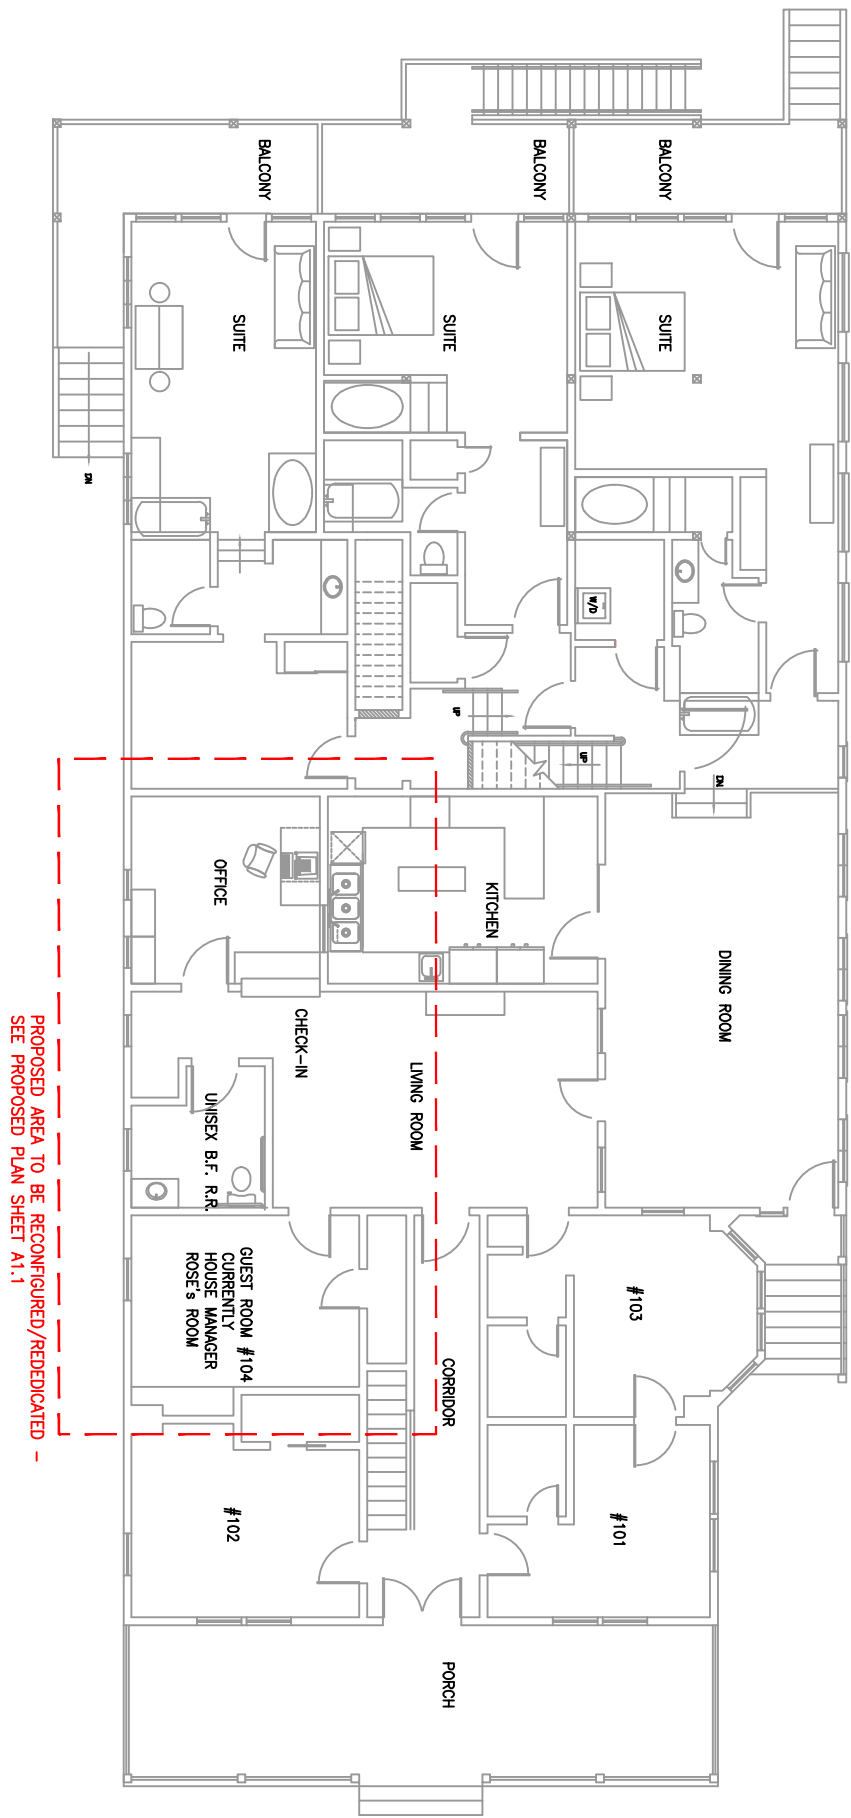 BALCONY
BALCONY
BALCONY
SUITE
SUITE
SUITE
DN
W/D
UP
UP
DN
OFFICE
KITCHEN
DINING ROOM
CHECK-IN
LIVING ROOM
UNISEX B.F. R.R.
GUEST ROOM #104
CURRENTLY
HOUSE MANAGER
ROSE's ROOM
#103
CORRIDOR
#102
#101
PORCH
PROPOSED AREA TO BE RECONFIGURED/REDEDICATED -
SEE PROPOSED PLAN SHEET A1.1